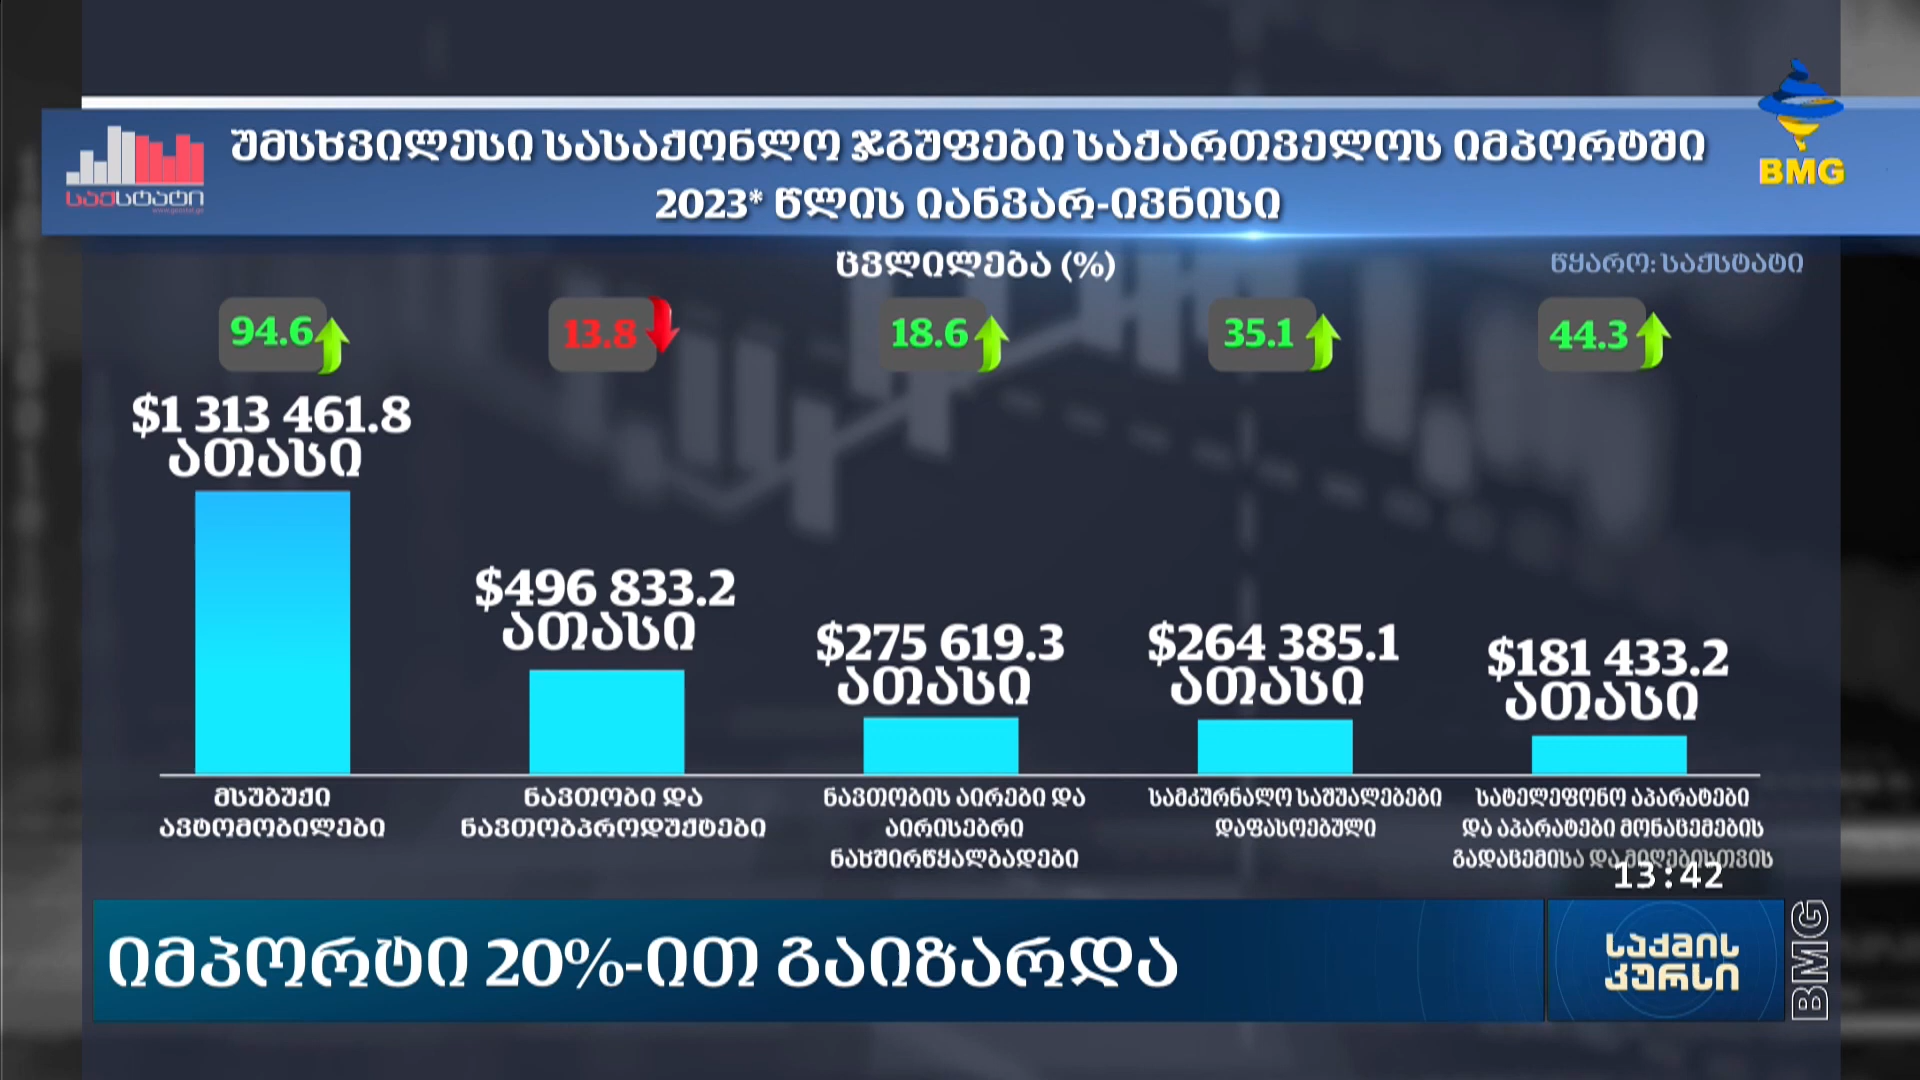 უმსხვილესი სასაქონლო ჯგუფები საქართველოს იმპორტში
2023* წლის იანვარ-ივნისი
BMG
საქსტატი
ცვლილება (%)
წყარო: საქსტატი
94.6
13.8
18.6
35.1
44.3
$1 313 461.8
ათასი
$496 833.2
ათასი
$275 619.3
ათასი
$264 385.1
ათასი
$181 433.2
ათასი
მსუბუქი
ავტომობილები
ნავთობი და
ნავთობპროდუქტები
ნავთობის აირები და
აირისებრი
ნახშირწყალბადები
სამკურნალო საშუალებები
დაფასოებული
სატელეფონო აპარატები
და აპარატები მონაცემების
გადაცემისა და მიღებისთვის
13:42
იმპორტი 20%-ით გაიზარდა
საქმის
კურსი
BMG